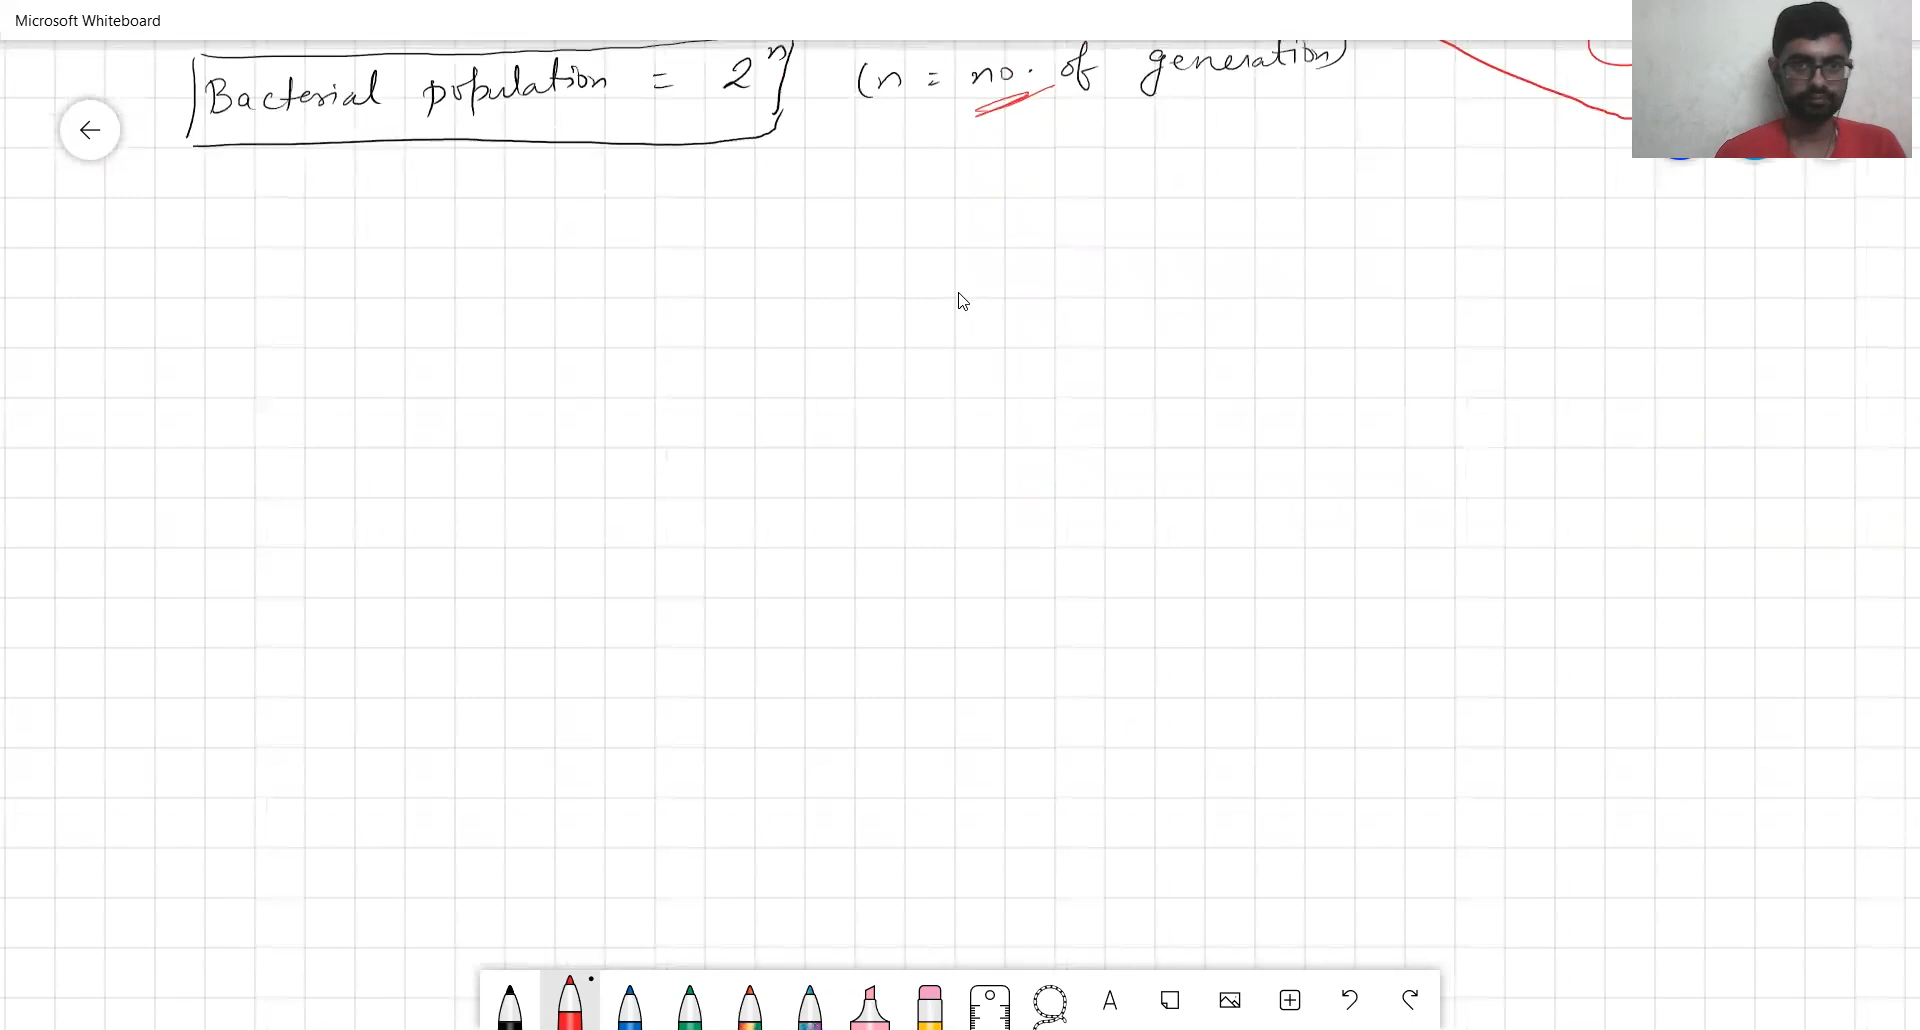 Microsoft Whiteboard
Bacterial population = 2ⁿ (n = no. of generation)
A